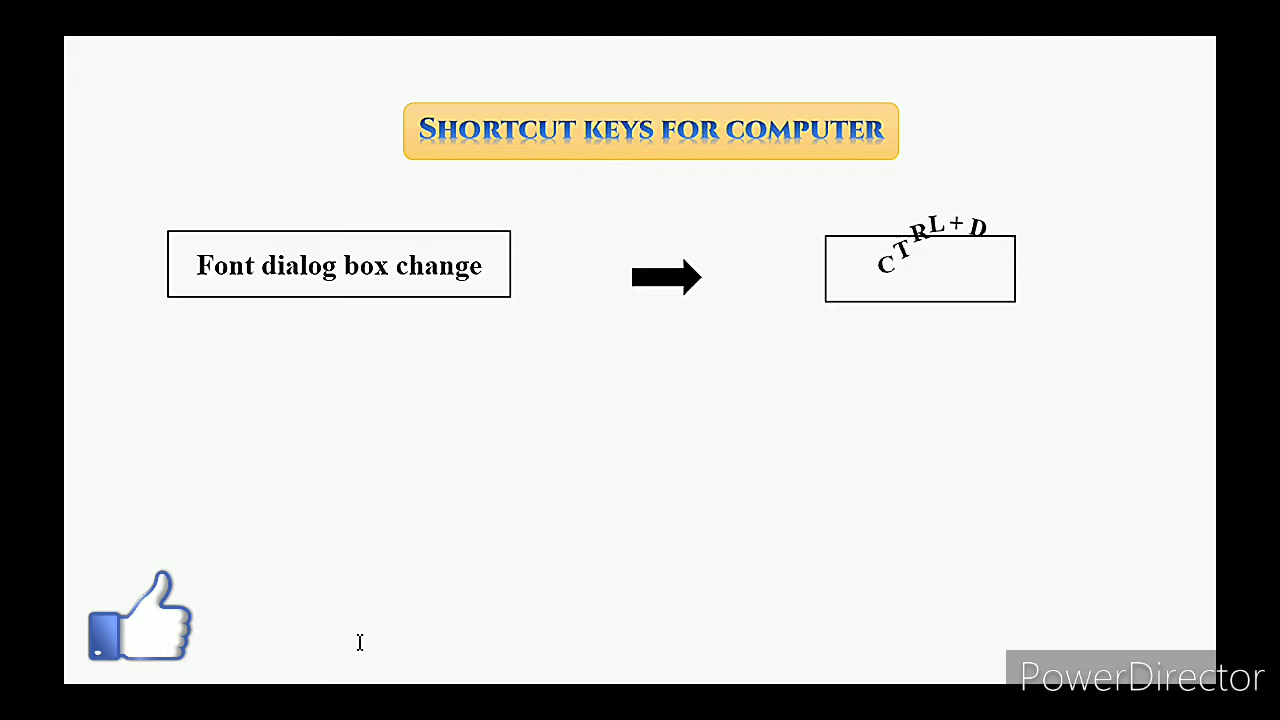 SHORTCUT KEYS FOR COMPUTER
Font dialog box change
CTRL+D
PowerDirector